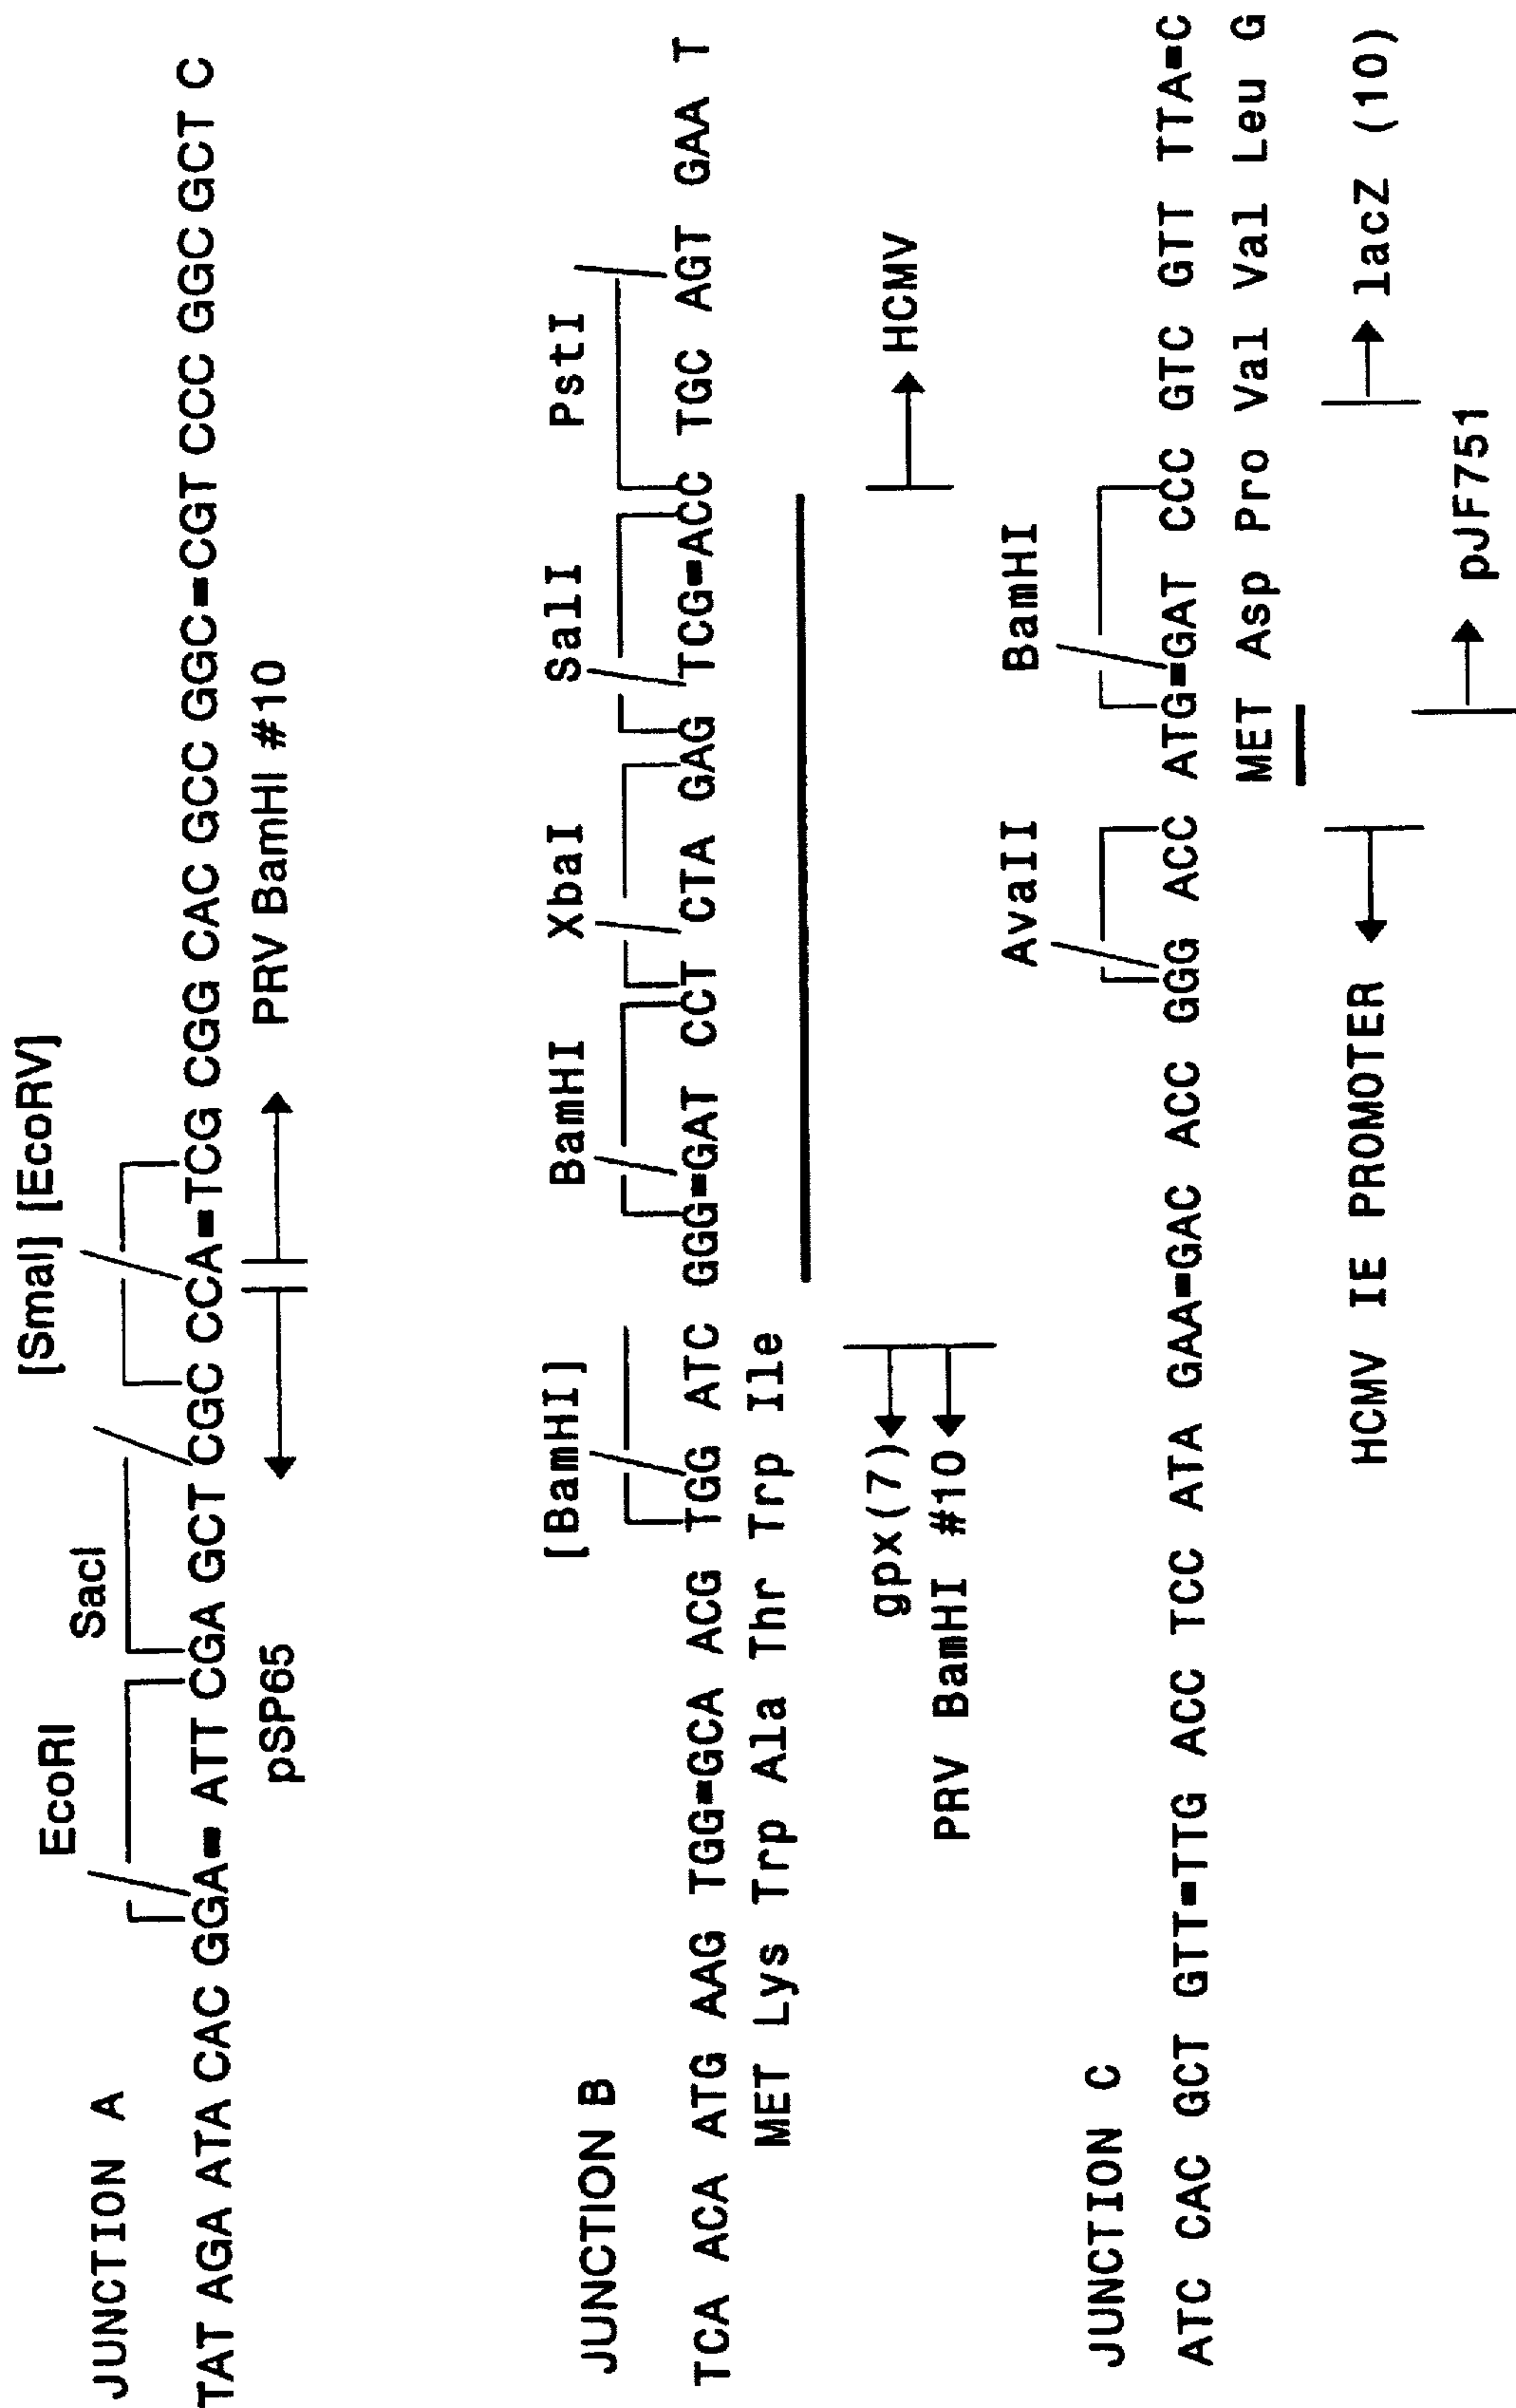 JUNCTION A
EcoRI SacI [SmaI] [EcoRV]
TAT AGA ATA CAC GGA- ATT CGA GCT CGC CCA-TCG CGG CAC GCC GGC-CGT CCC GGC GCT C
pSP65 PRV BamHI #10
JUNCTION B
[BamHI] BamHI XbaI SalI PstI
TCA ACA ATG AAG TGG-GCA ACG TGG ATC GGG-GAT CCT CTA GAG TCG-ACC TGC AGT GAA T
MET Lys Trp Ala Thr Trp Ile
gpx(7) HCMV
PRV BamHI #10
JUNCTION C
AvaII BamHI
ATC CAC GCT GTT-TTG ACC TCC ATA GAA-GAC ACC GGG ACC ATG-GAT CCC GTC GTT TTA-C
MET Asp Pro Val Val Leu G
HCMV IE PROMOTER lacZ (10)
pJF751